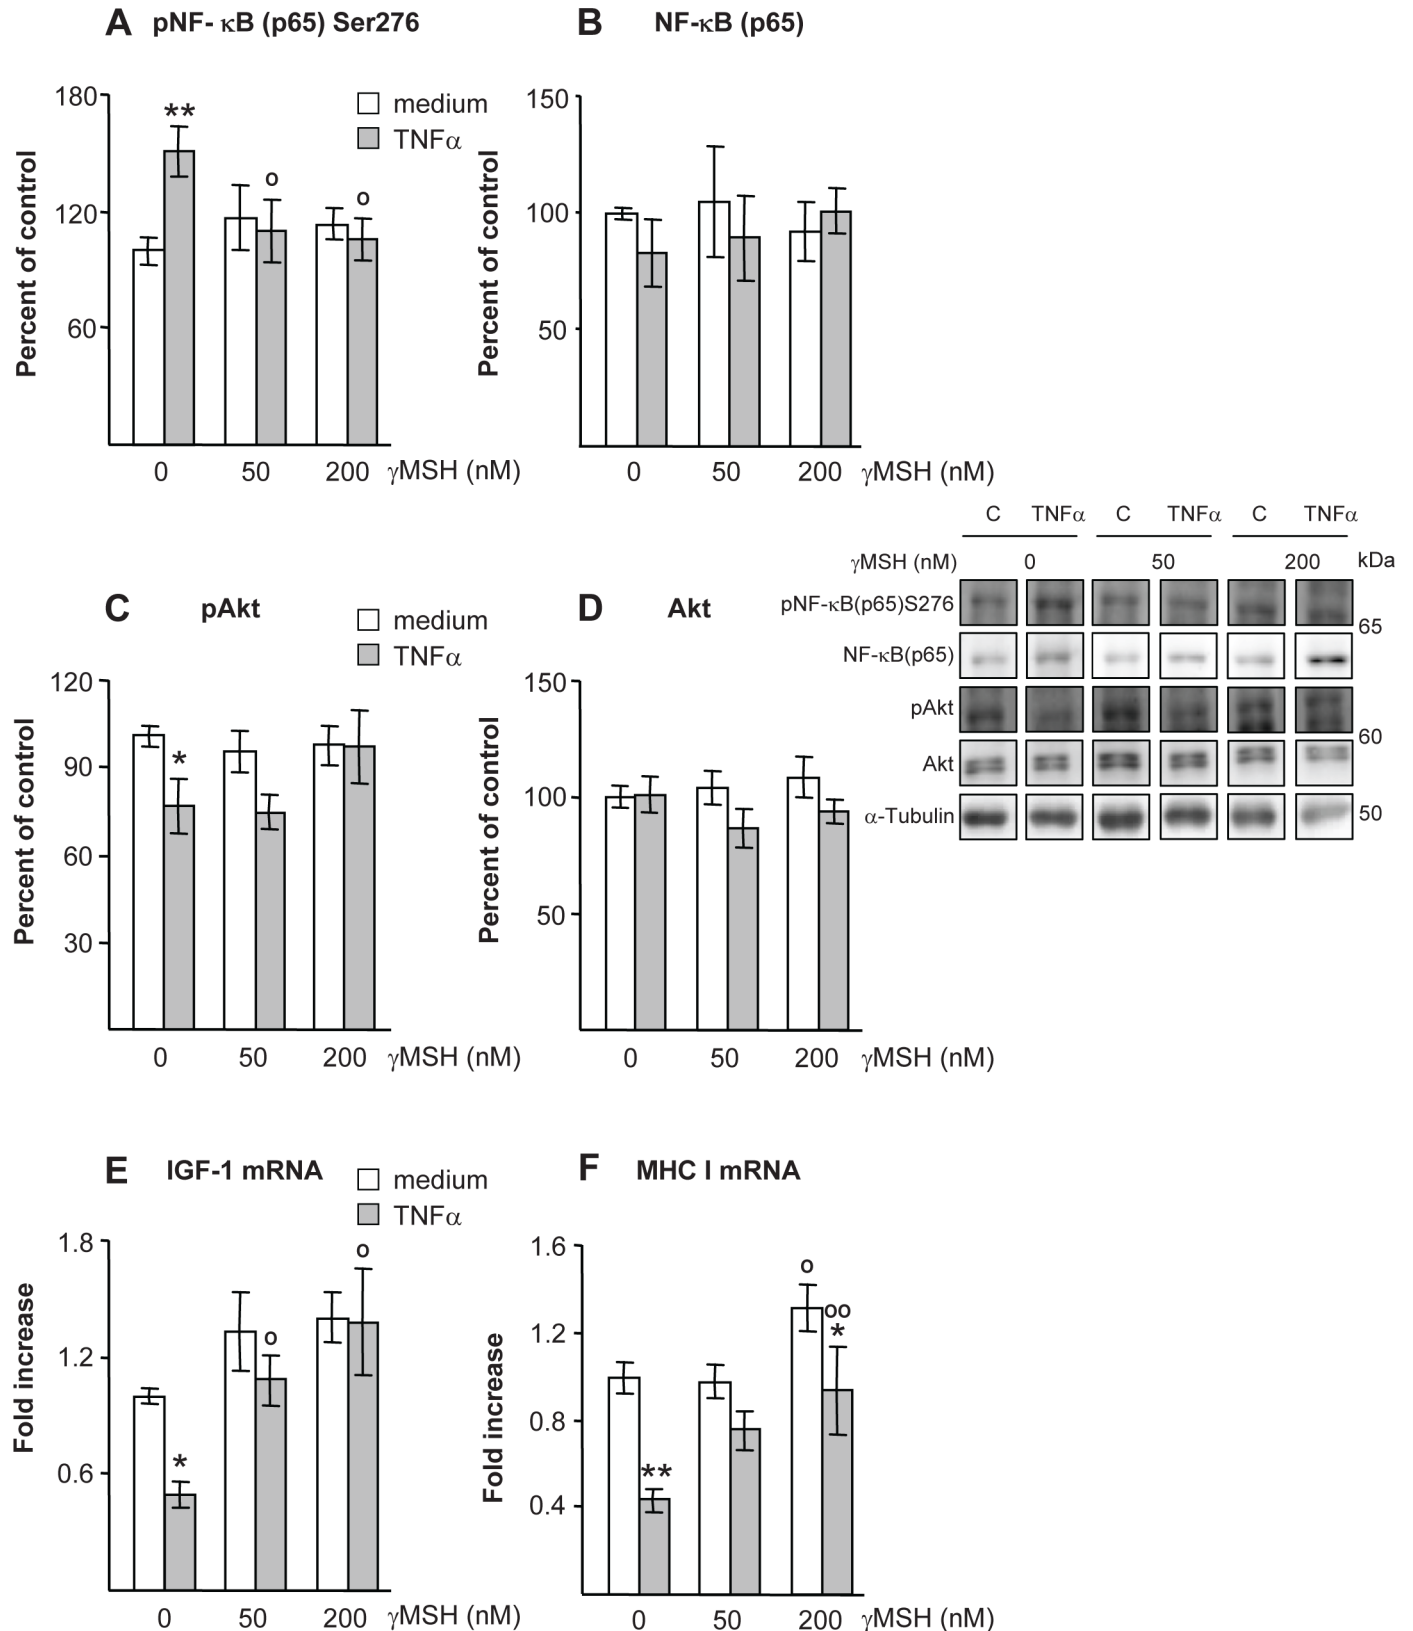 A pNF- κB (p65) Ser276
B NF-κB (p65)
180
120
60
Percent of control
**
o
o
medium
TNFα
0 50 200 γMSH (nM)
150
100
50
Percent of control
0 50 200 γMSH (nM)
C TNFα C TNFα C TNFα
γMSH (nM) 0 50 200 kDa
pNF-κB(p65)S276
65
NF-κB(p65)
pAkt
60
Akt
α-Tubulin 50
C pAkt
D Akt
medium
TNFα
120
90
60
30
Percent of control
*
0 50 200 γMSH (nM)
150
100
50
Percent of control
0 50 200 γMSH (nM)
E IGF-1 mRNA
F MHC I mRNA
medium
TNFα
1.8
1.2
0.6
Fold increase
*
o
o
0 50 200 γMSH (nM)
1.6
1.2
0.8
0.4
Fold increase
**
o
oo
*
0 50 200 γMSH (nM)